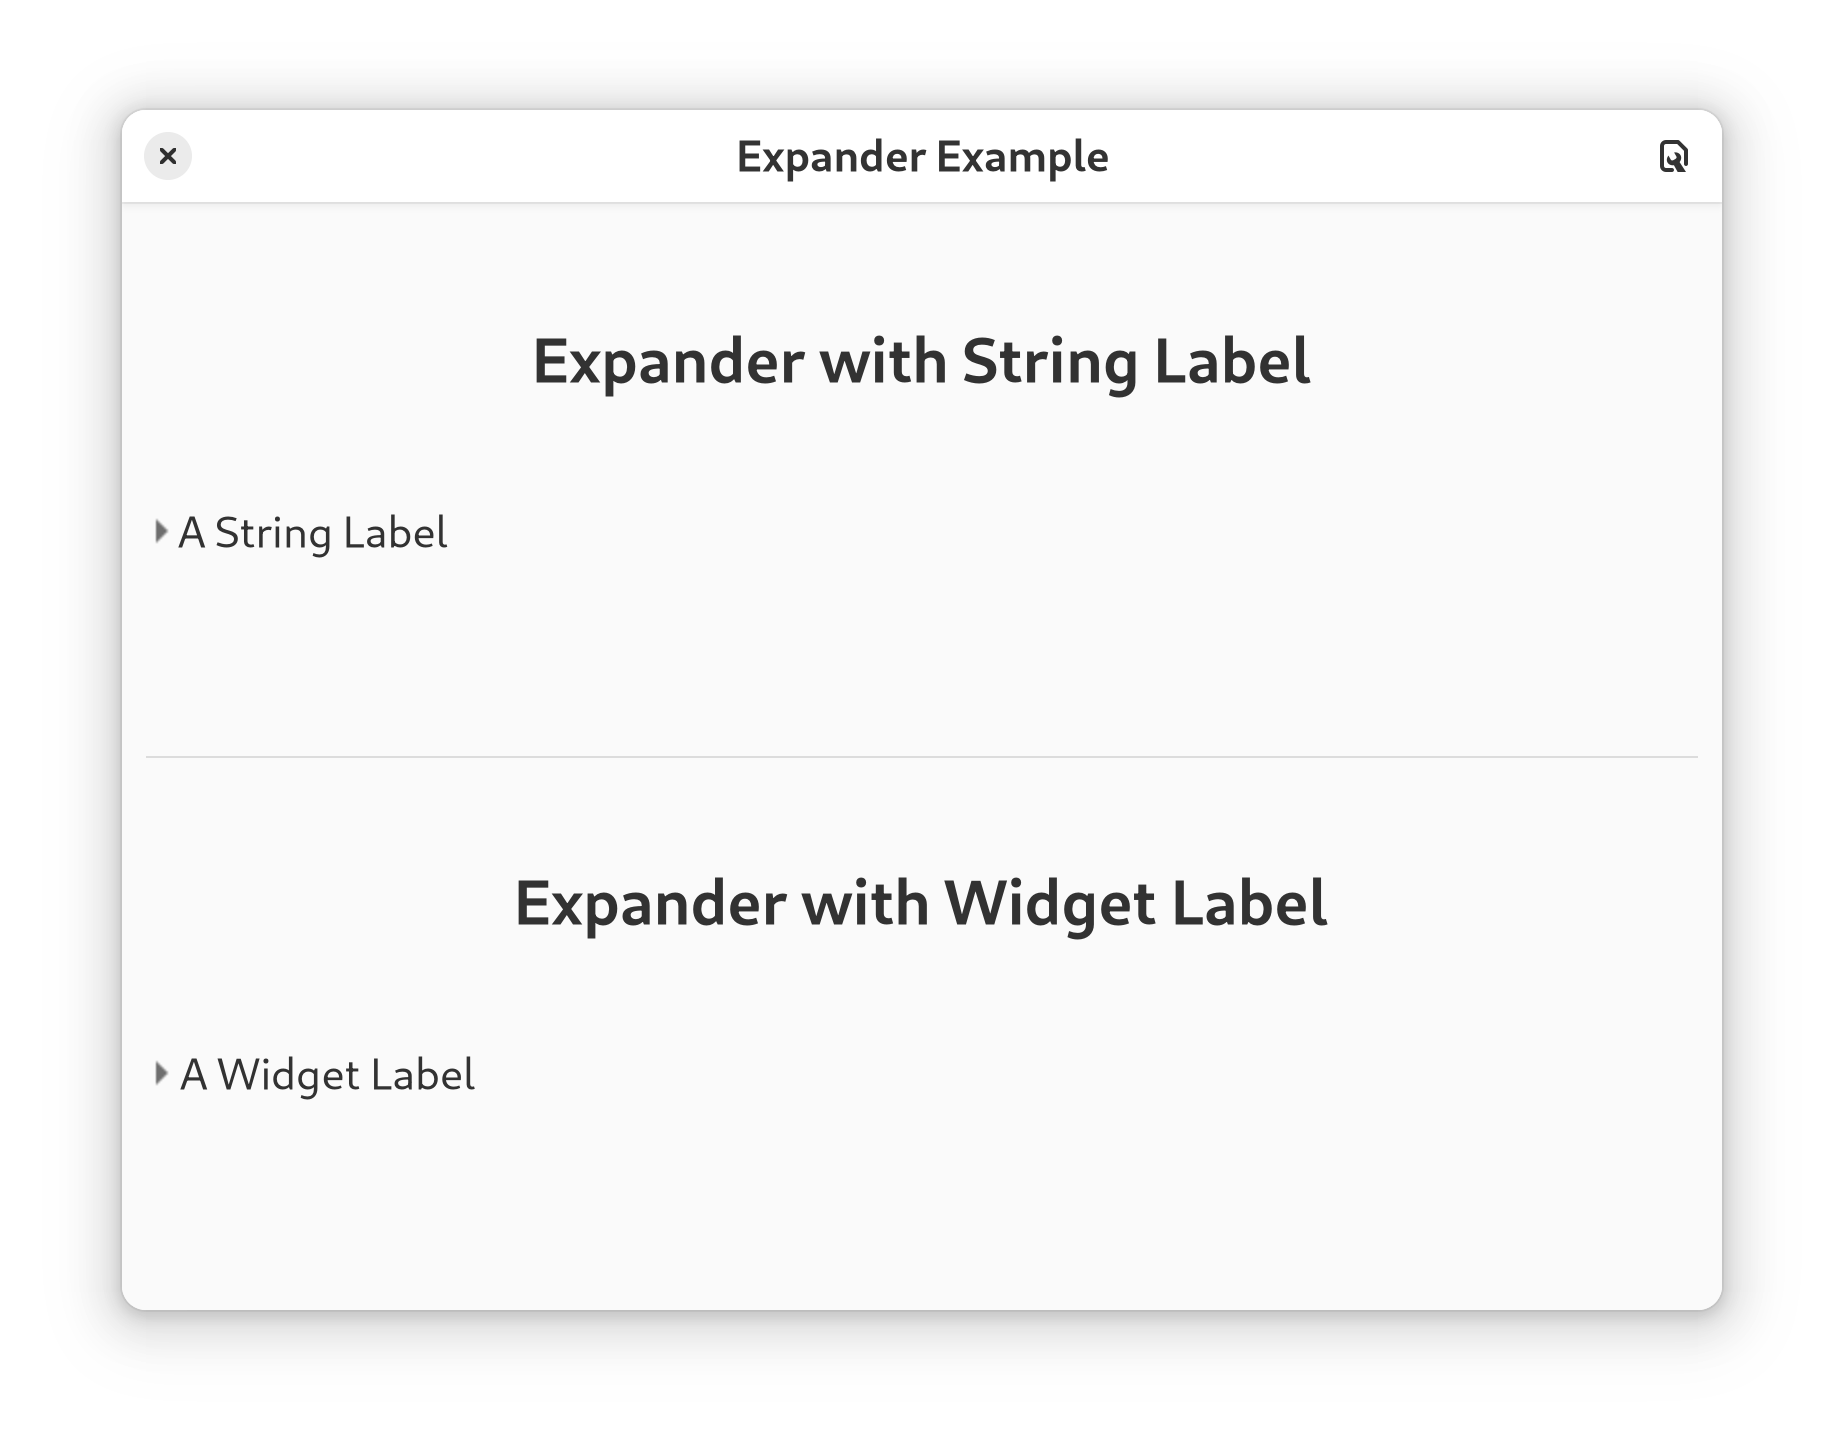 Expander Example
Expander with String Label
A String Label
Expander with Widget Label
A Widget Label